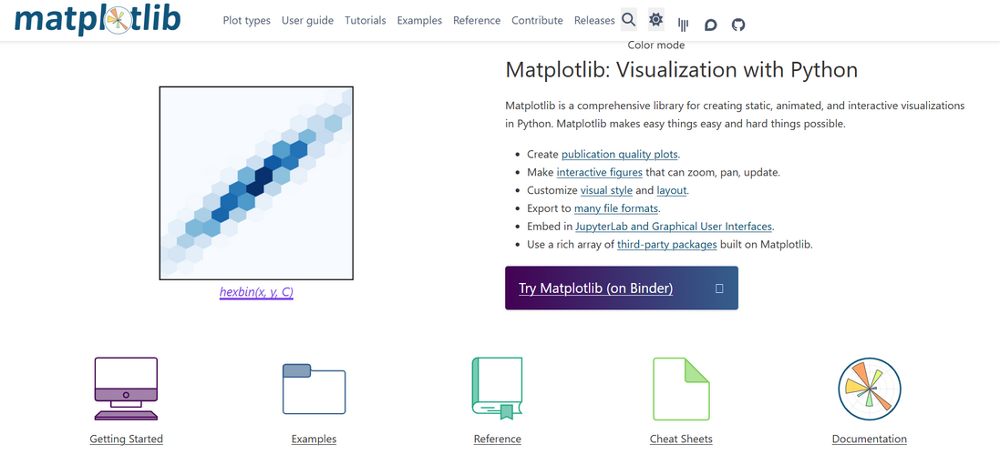 matplotlib
Plot types User guide Tutorials Examples Reference Contribute Releases
Color mode
Matplotlib: Visualization with Python
Matplotlib is a comprehensive library for creating static, animated, and interactive visualizations
in Python. Matplotlib makes easy things easy and hard things possible.
Create publication quality plots.
Make interactive figures that can zoom, pan, update.
Customize visual style and layout.
Export to many file formats.
Embed in JupyterLab and Graphical User Interfaces.
Use a rich array of third-party packages built on Matplotlib.
hexbin(x, y, C)
Try Matplotlib (on Binder)
Getting Started Examples Reference Cheat Sheets Documentation